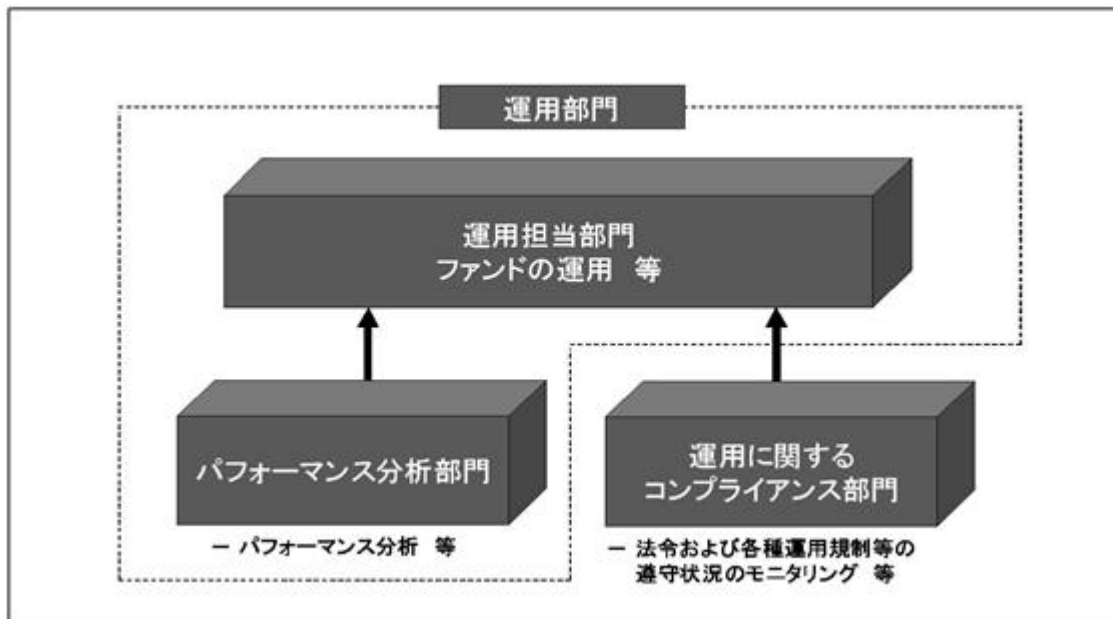 運用部門
運用担当部門
ファンドの運用 等
パフォーマンス分析部門
− パフォーマンス分析 等
運用に関する
コンプライアンス部門
− 法令および各種運用規制等の
遵守状況のモニタリング 等